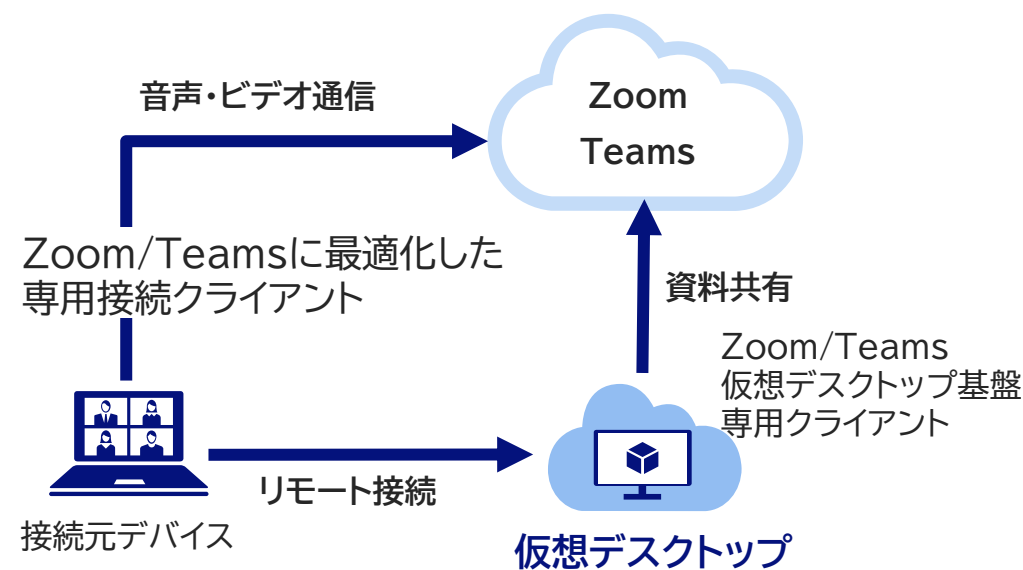 音声・ビデオ通信
Zoom
Teams
Zoom/Teamsに最適化した
専用接続クライアント
資料共有
Zoom/Teams
仮想デスクトップ基盤
専用クライアント
リモート接続
接続元デバイス
仮想デスクトップ